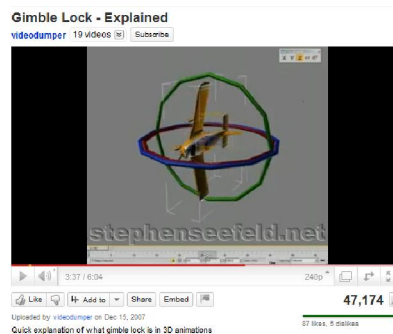 Gimble Lock - Explained
videodumper 19 videos Subscribe
stephenseefeld.net
3:37 / 6:04 240p
Like Add to Share Embed
47,174
Uploaded by videodumper on Dec 15, 2007
87 likes, 5 dislikes
Quick explanation of what gimble lock is in 3D animations